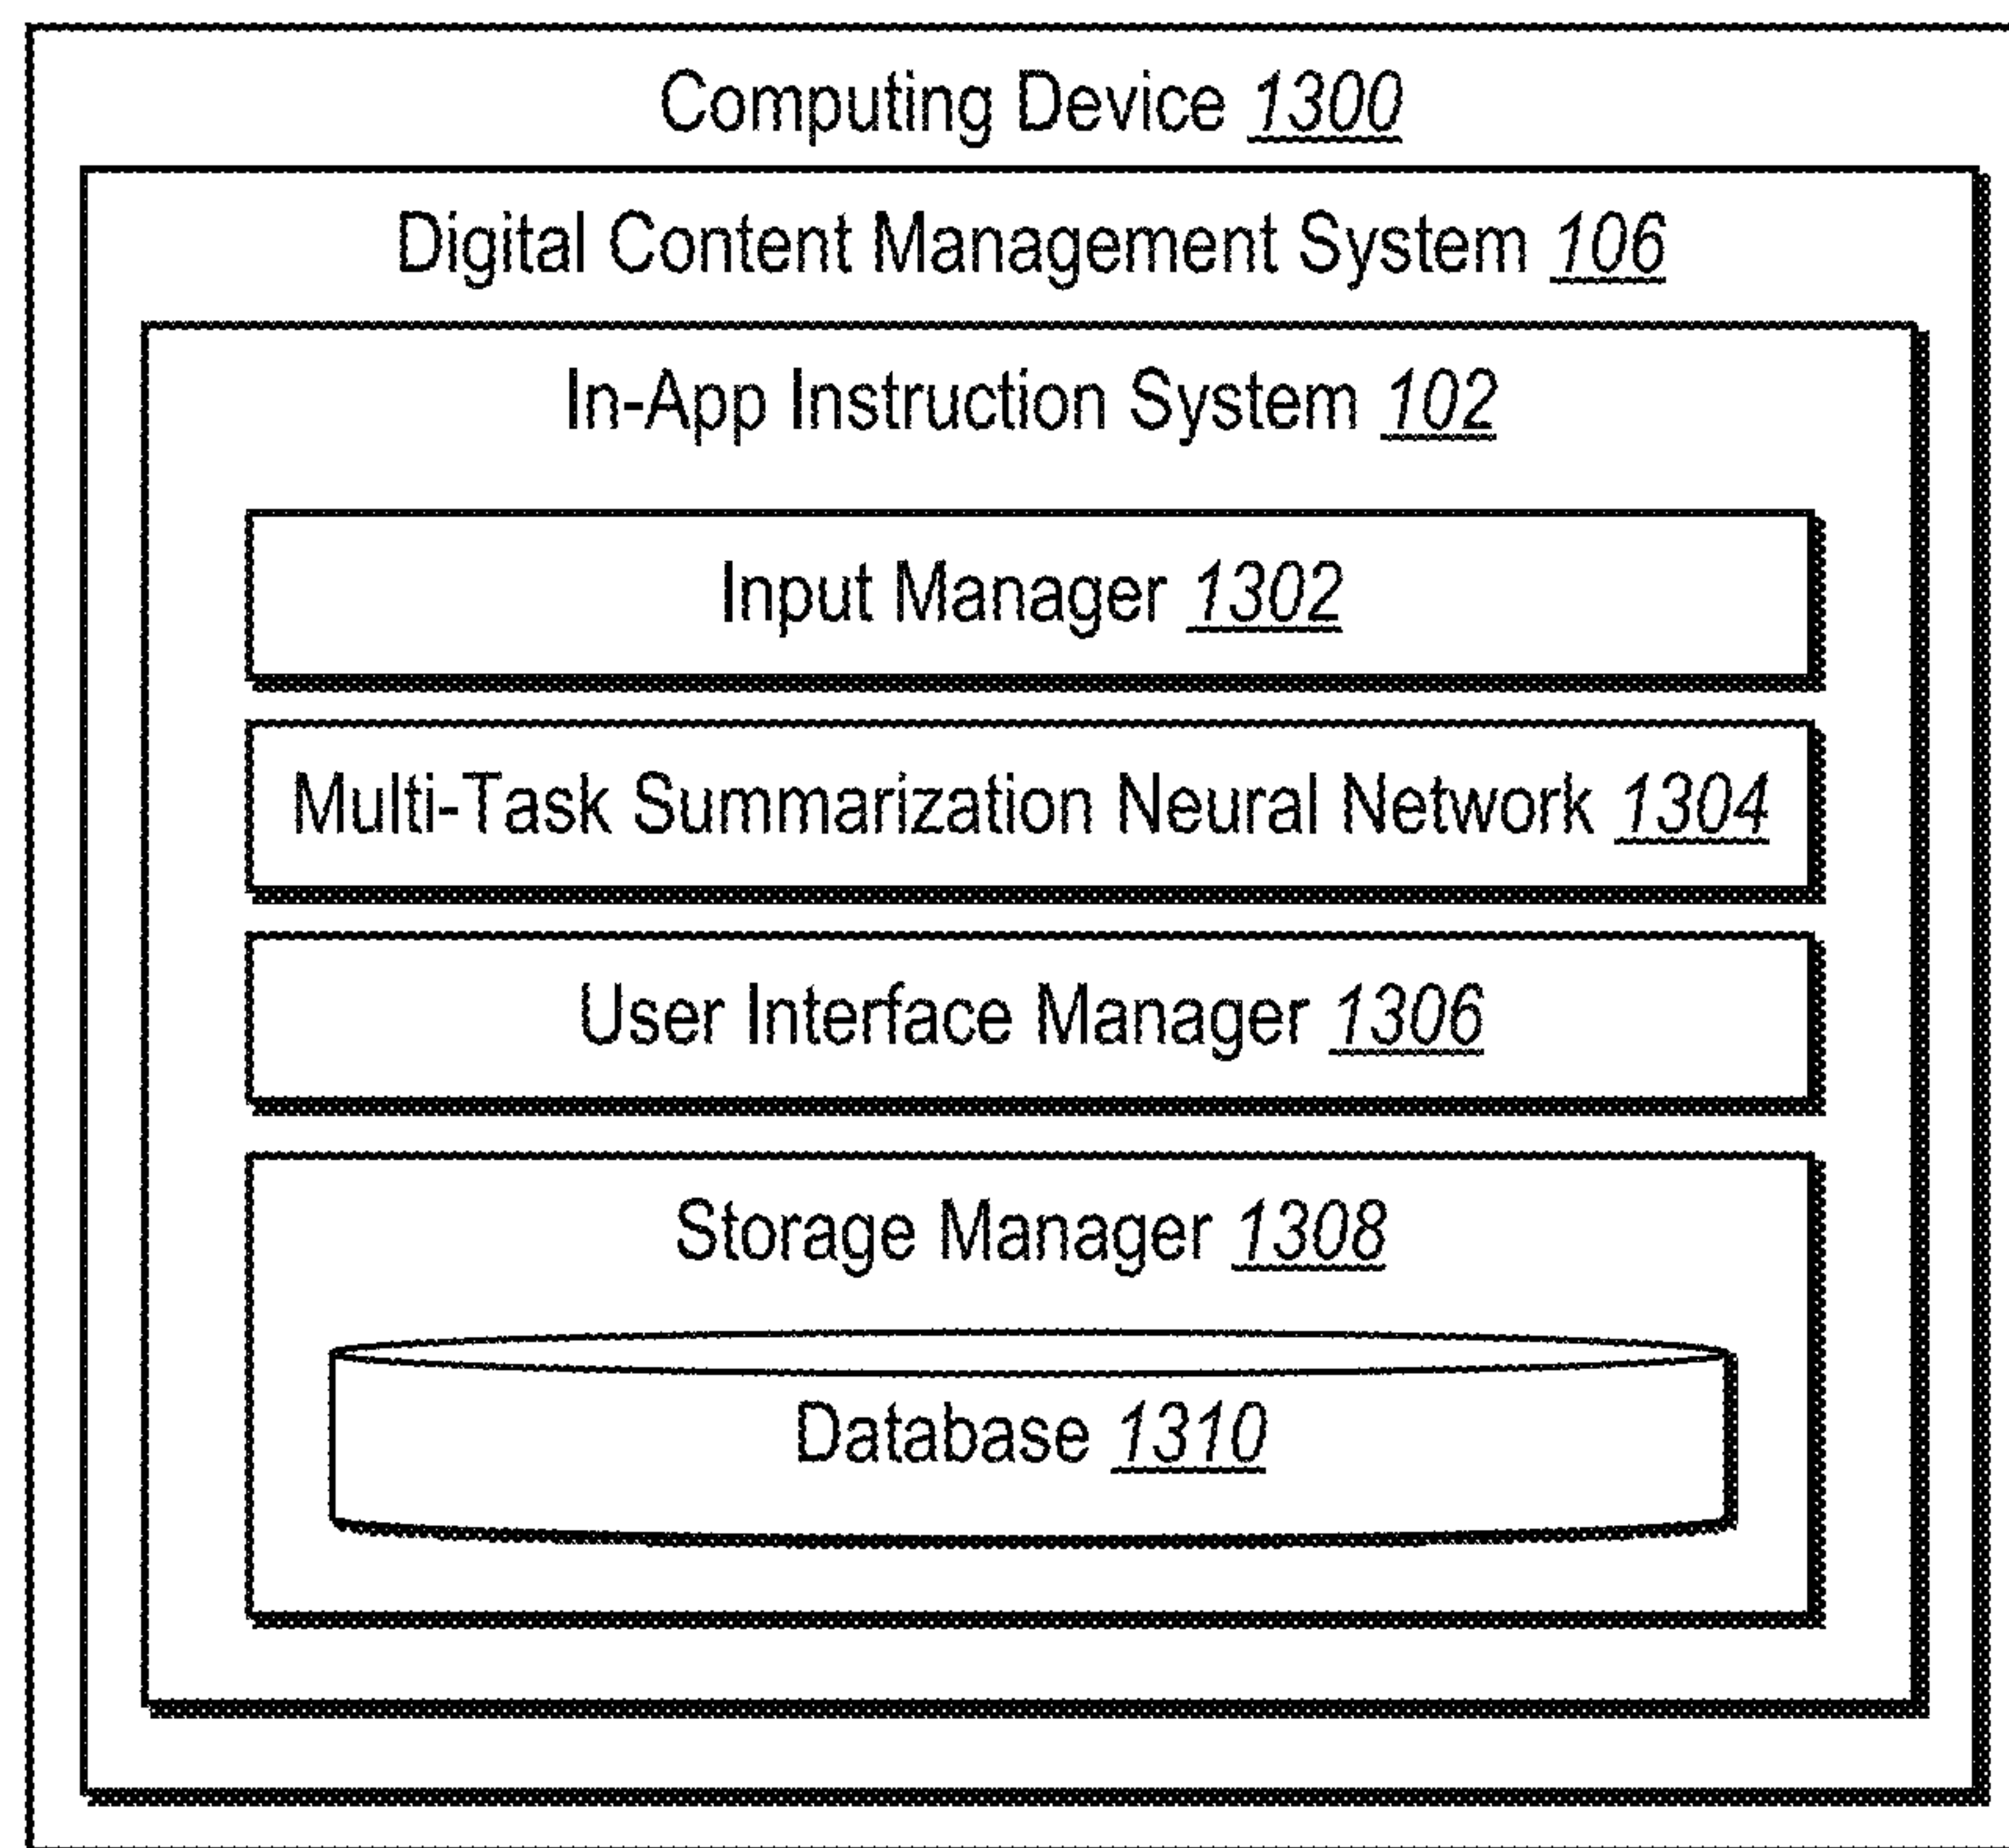 Computing Device 1300
Digital Content Management System 106
In-App Instruction System 102
Input Manager 1302
Multi-Task Summarization Neural Network 1304
User Interface Manager 1306
Storage Manager 1308
Database 1310